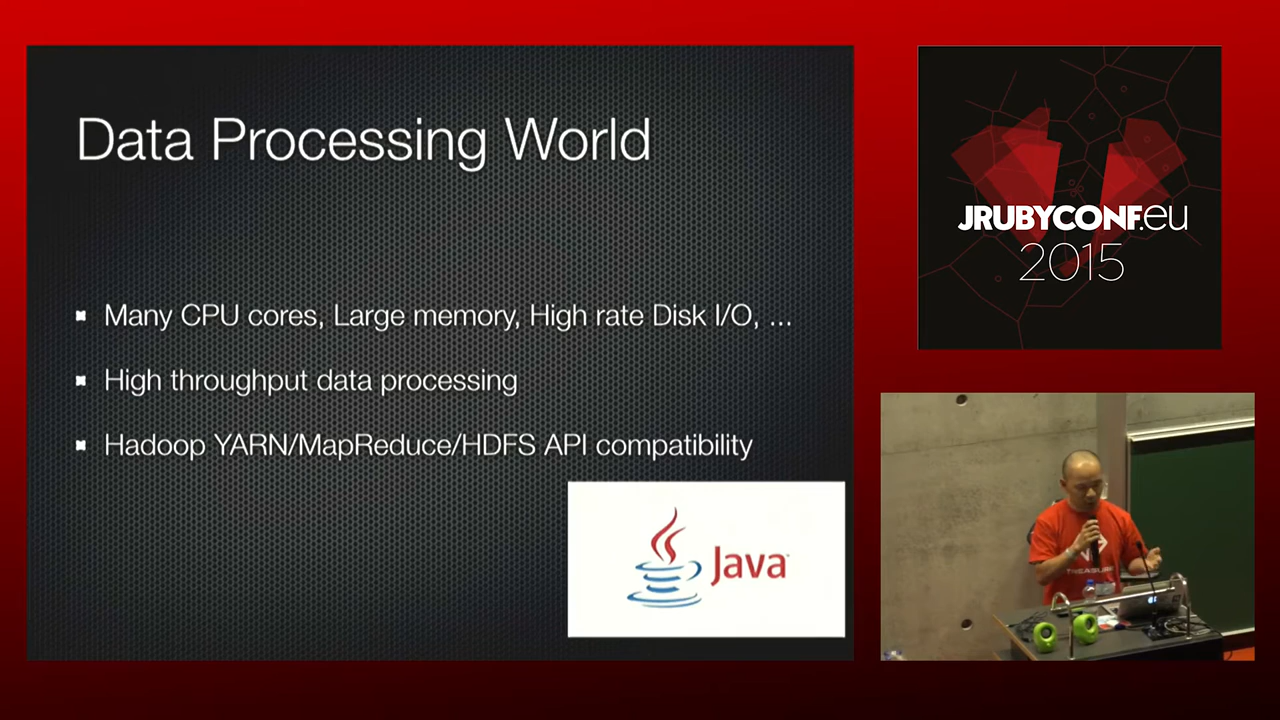 Data Processing World
Many CPU cores, Large memory, High rate Disk I/O, ...
High throughput data processing
Hadoop YARN/MapReduce/HDFS API compatibility
Java
JRUBYCONF.eu
2015
TREASURE